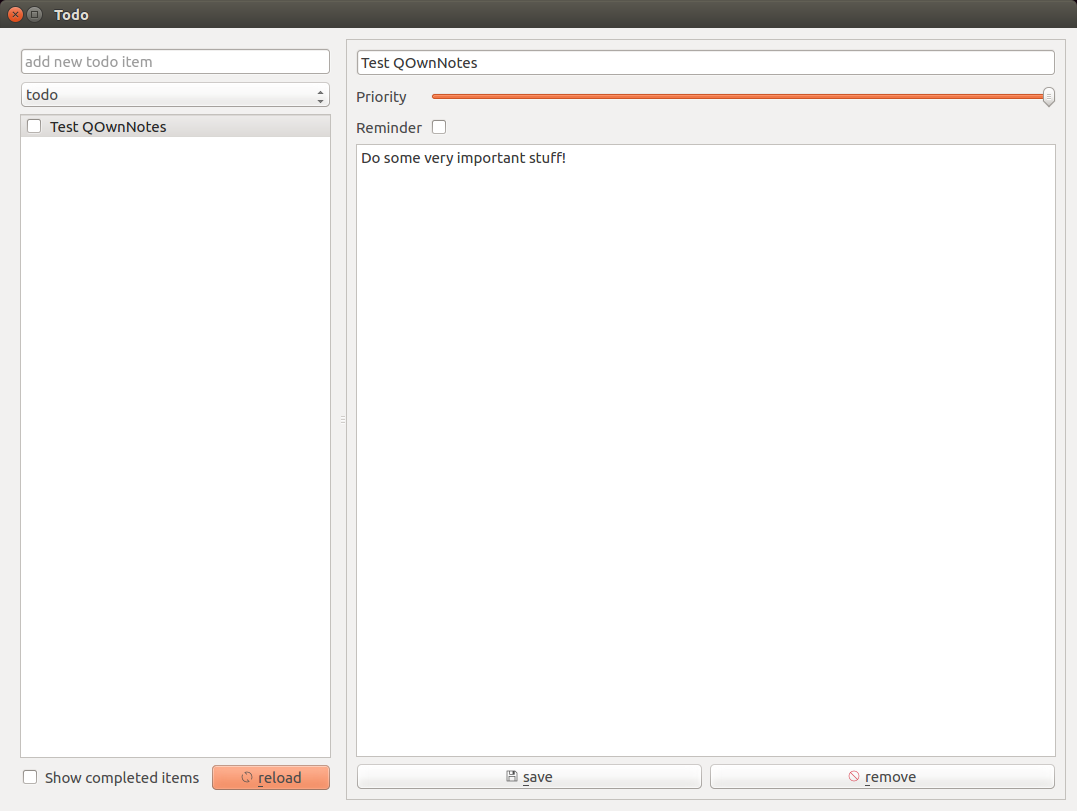 Todo
add new todo item
todo
Test QOwnNotes
Show completed items
reload
Test QOwnNotes
Priority
Reminder
Do some very important stuff!
save
remove